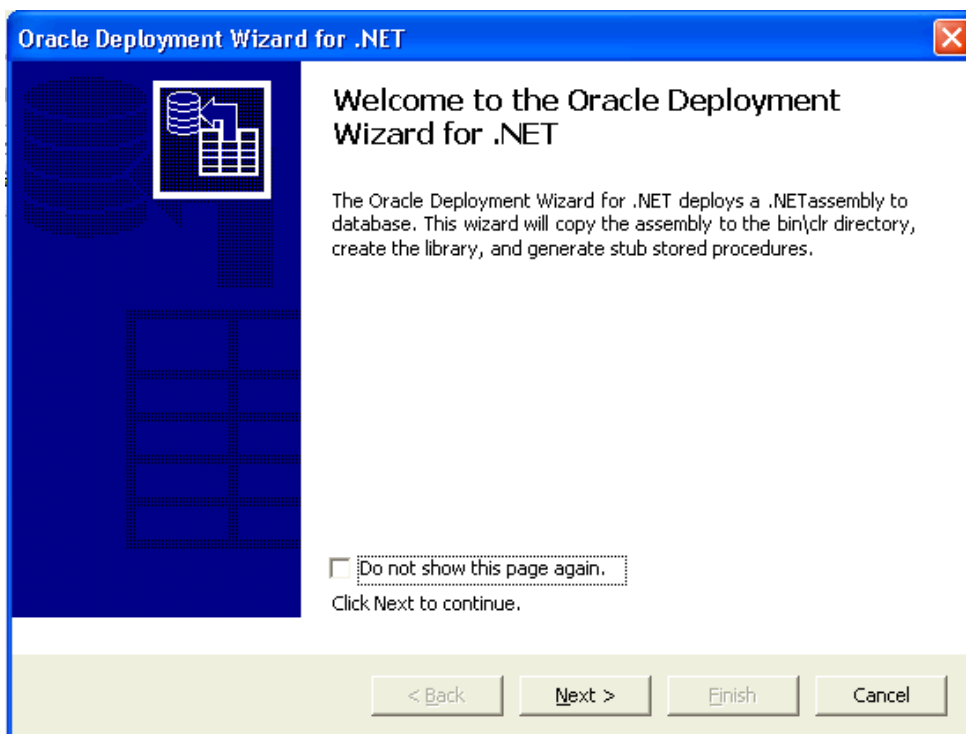 Oracle Deployment Wizard for .NET
Welcome to the Oracle Deployment
Wizard for .NET
The Oracle Deployment Wizard for .NET deploys a .NETassembly to
database. This wizard will copy the assembly to the bin\clr directory,
create the library, and generate stub stored procedures.
Do not show this page again.
Click Next to continue.
< Back
Next >
Finish
Cancel